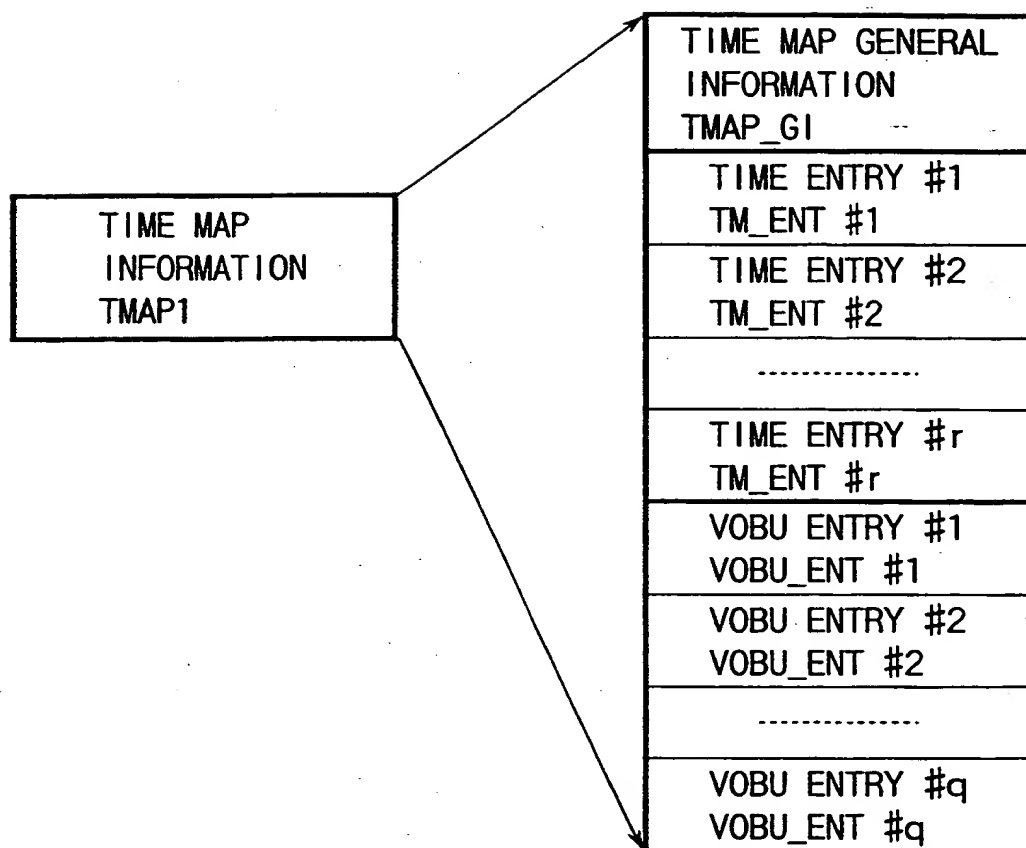 TIME MAP
INFORMATION
TMAP1
TIME MAP GENERAL
INFORMATION
TMAP_GI
TIME ENTRY #1
TM_ENT #1
TIME ENTRY #2
TM_ENT #2
TIME ENTRY #r
TM_ENT #r
VOBU ENTRY #1
VOBU_ENT #1
VOBU ENTRY #2
VOBU_ENT #2
VOBU ENTRY #q
VOBU_ENT #q